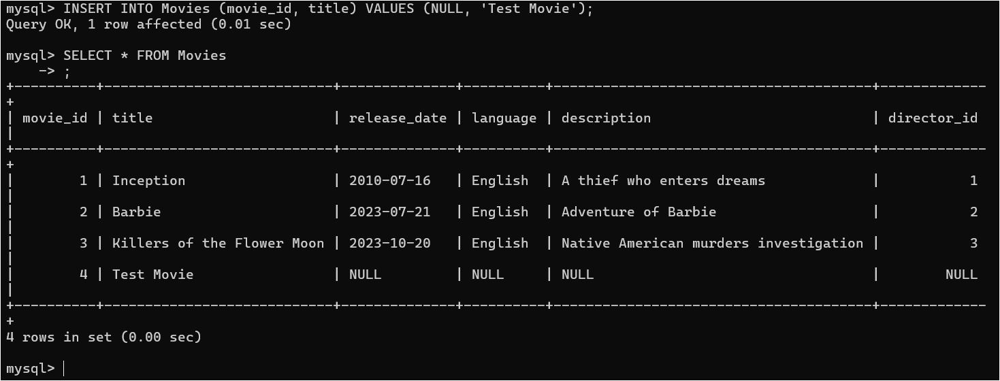 mysql> INSERT INTO Movies (movie_id, title) VALUES (NULL, 'Test Movie');
Query OK, 1 row affected (0.01 sec)

mysql> SELECT * FROM Movies
    -> ;
+----------+----------------------------+--------------+----------+---------------------------------------+-------------
+
| movie_id | title                      | release_date | language | description                           | director_id 
|
+----------+----------------------------+--------------+----------+---------------------------------------+-------------
+
|        1 | Inception                  | 2010-07-16   | English  | A thief who enters dreams             |           1 
|
|        2 | Barbie                     | 2023-07-21   | English  | Adventure of Barbie                   |           2 
|
|        3 | Killers of the Flower Moon | 2023-10-20   | English  | Native American murders investigation |           3 
|
|        4 | Test Movie                 | NULL         | NULL     | NULL                                  |        NULL 
|
+----------+----------------------------+--------------+----------+---------------------------------------+-------------
+
4 rows in set (0.00 sec)

mysql>